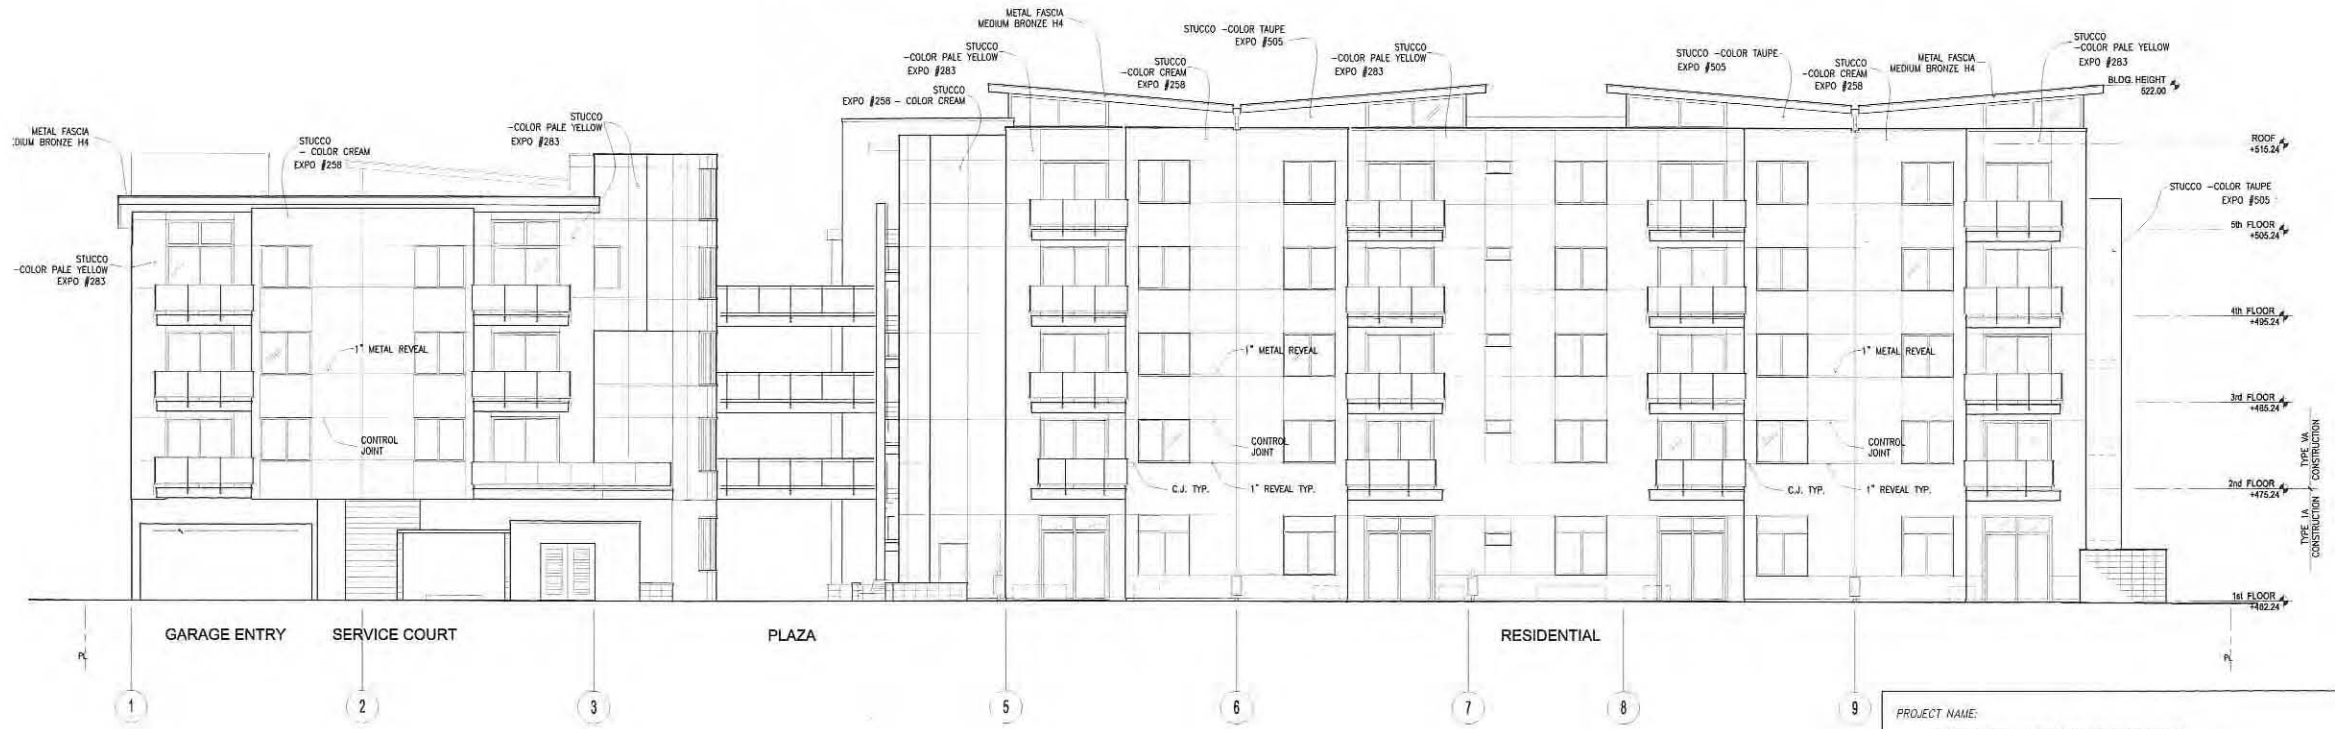 METAL FASCIA
MEDIUM BRONZE H4
STUCCO -COLOR TAUPE
EXPO #505
STUCCO
-COLOR PALE YELLOW
EXPO #283
STUCCO
-COLOR CREAM
EXPO #258
STUCCO
-COLOR PALE YELLOW
EXPO #283
STUCCO
EXPO #258 - COLOR CREAM
STUCCO -COLOR TAUPE
EXPO #505
STUCCO
-COLOR CREAM
EXPO #258
METAL FASCIA
MEDIUM BRONZE H4
STUCCO
-COLOR PALE YELLOW
EXPO #283
BLDG. HEIGHT
522.00
METAL FASCIA
DIUM BRONZE H4
STUCCO
- COLOR CREAM
EXPO #258
STUCCO
-COLOR PALE YELLOW
EXPO #283
ROOF
+515.24
STUCCO -COLOR TAUPE
EXPO #505
5th FLOOR
+505.24
STUCCO
-COLOR PALE YELLOW
EXPO #283
4th FLOOR
+495.24
1" METAL REVEAL
1" METAL REVEAL
1" METAL REVEAL
3rd FLOOR
+485.24
CONTROL
JOINT
CONTROL
JOINT
CONTROL
JOINT
TYPE VA
CONSTRUCTION
C.J. TYP.
1" REVEAL TYP.
C.J. TYP.
1" REVEAL TYP.
2nd FLOOR
+475.24
TYPE 1A
CONSTRUCTION
1st FLOOR
+462.24
GARAGE ENTRY
SERVICE COURT
PLAZA
RESIDENTIAL
PL
PL
1
2
3
5
6
7
8
9
PROJECT NAME: